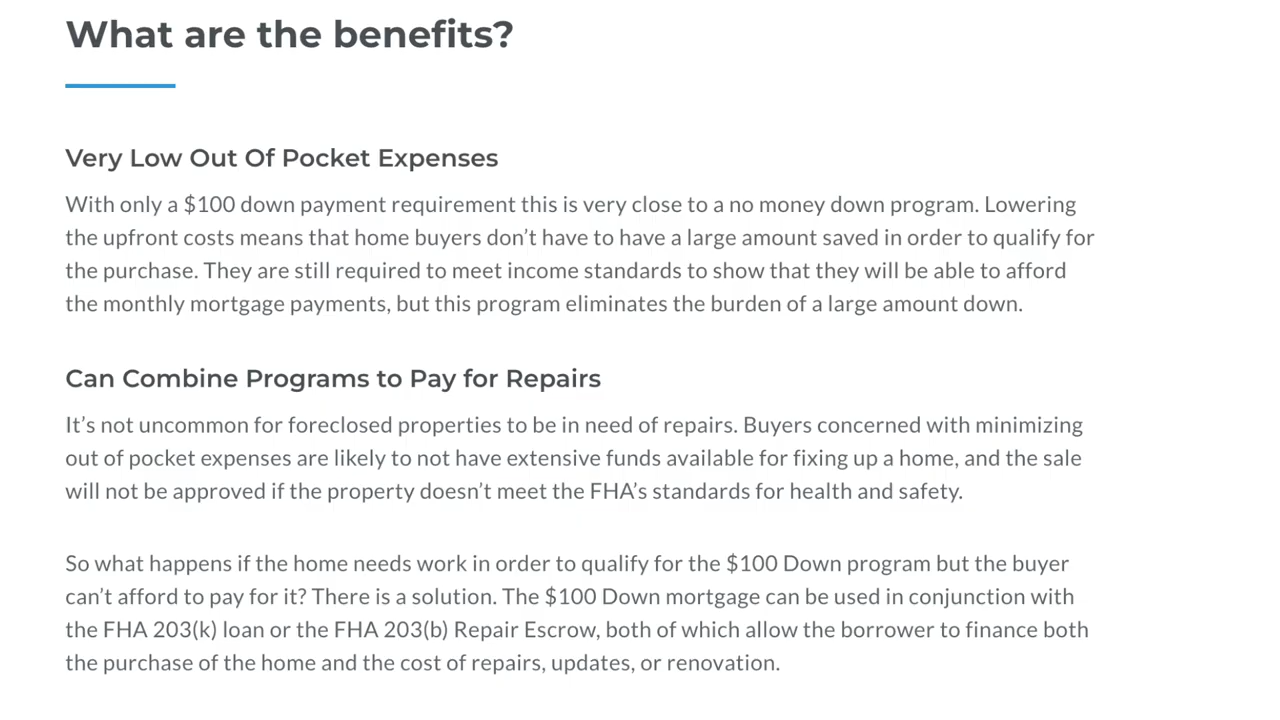 What are the benefits?
Very Low Out Of Pocket Expenses
With only a $100 down payment requirement this is very close to a no money down program. Lowering
the upfront costs means that home buyers don’t have to have a large amount saved in order to qualify for
the purchase. They are still required to meet income standards to show that they will be able to afford
the monthly mortgage payments, but this program eliminates the burden of a large amount down.
Can Combine Programs to Pay for Repairs
It’s not uncommon for foreclosed properties to be in need of repairs. Buyers concerned with minimizing
out of pocket expenses are likely to not have extensive funds available for fixing up a home, and the sale
will not be approved if the property doesn’t meet the FHA’s standards for health and safety.
So what happens if the home needs work in order to qualify for the $100 Down program but the buyer
can’t afford to pay for it? There is a solution. The $100 Down mortgage can be used in conjunction with
the FHA 203(k) loan or the FHA 203(b) Repair Escrow, both of which allow the borrower to finance both
the purchase of the home and the cost of repairs, updates, or renovation.